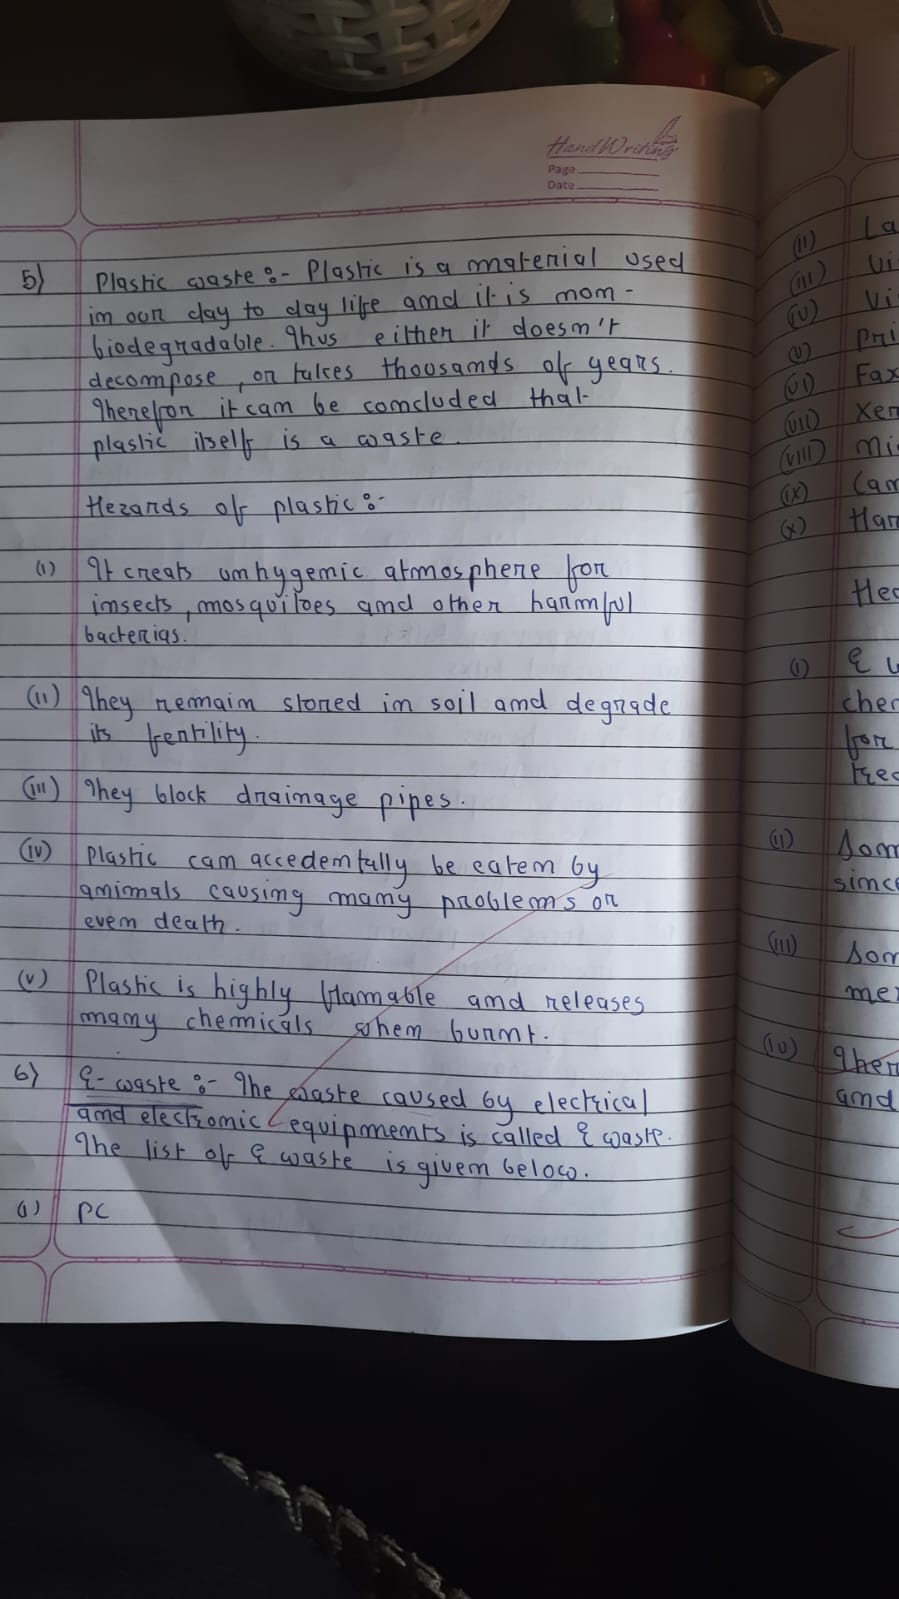 HandWriting
Page
Date
5) Plastic waste :- Plastic is a material used
in our day to day life and it is non-
biodegradable. Thus either it doesn't
decompose, or takes thousands of years.
Therefor it can be concluded that
plastic itself is a waste.
Hezards of plastic :-
(i) It creats unhygenic atmosphere for
insects, mosquitoes and other harmful
bacterias.
(ii) They remain stored in soil and degrade
its fertility.
(iii) They block drainage pipes.
(iv) Plastic can accedentally be eaten by
animals causing many problems or
even death.
(v) Plastic is highly flamable and releases
many chemicals when burnt.
6) E-waste :- The waste caused by electrical
and electronic equipments is called E waste.
The list of E waste is given below.
(i) PC
(ii) La
(iii) Vi
(iv) Vi
(v) Pri
(vi) Fax
(vii) Xer
(viii) Mi
(ix) Cam
(x) Har
(i) E
cher
for
(ii) Som
since
(iii) Som
mer
(iv) Ther
and